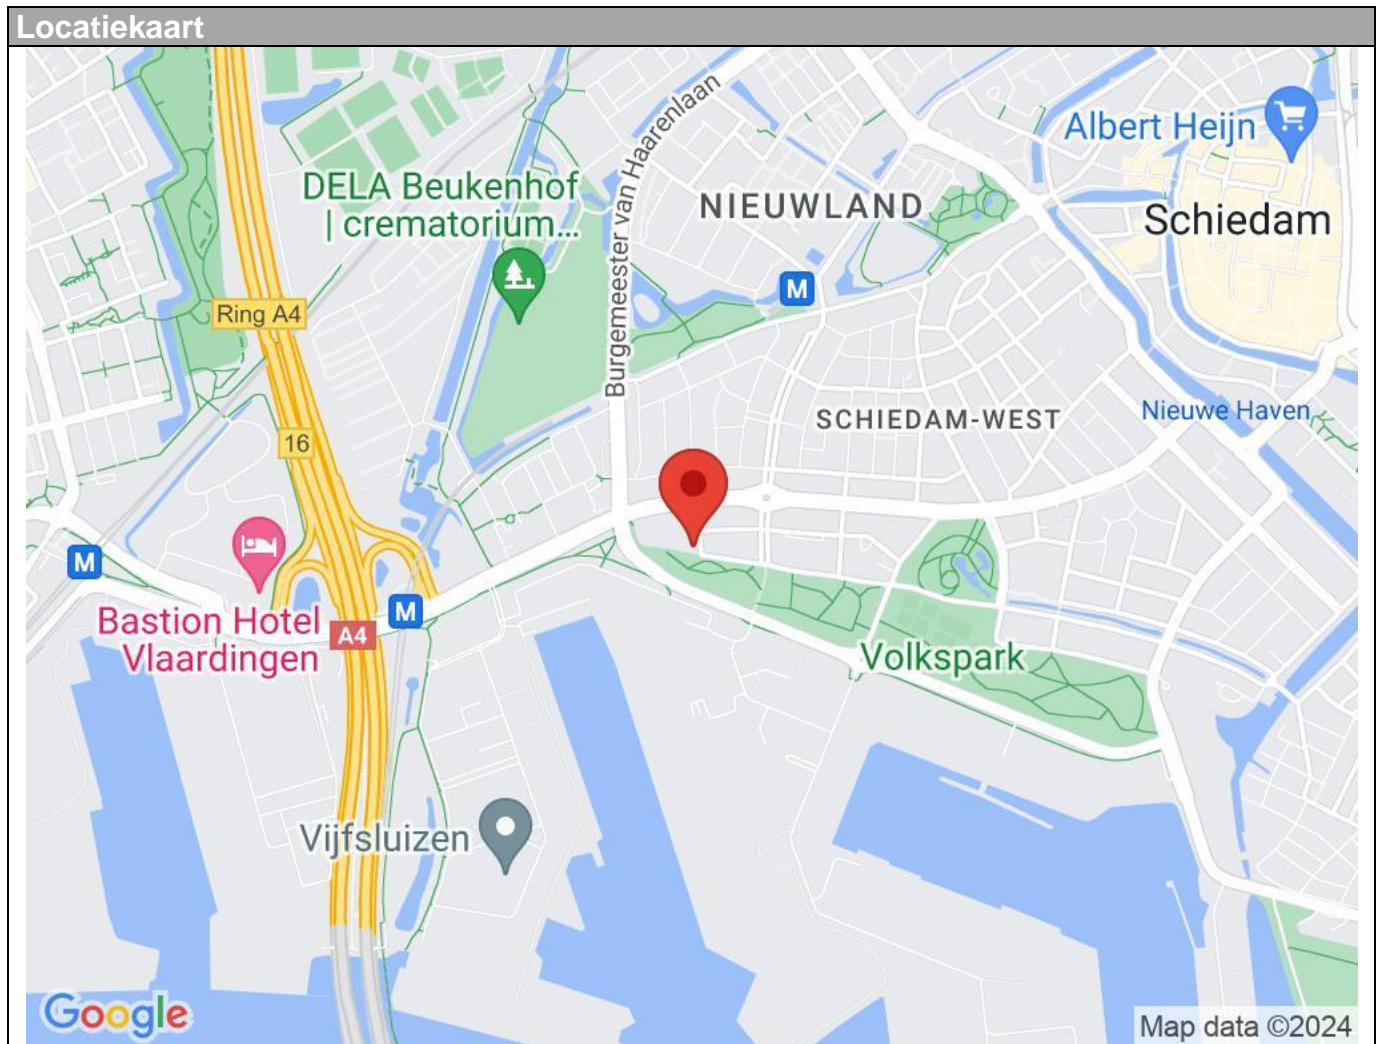 Locatiekaart
Albert Heijn
DELA Beukenhof
| crematorium...
Burgemeester van Haarenlaan
NIEUWLAND
Schiedam
M
Ring A4
16
SCHIEDAM-WEST
Nieuwe Haven
M
M
Bastion Hotel
Vlaardingen
A4
Volkspark
Vijfsluizen
Google
Map data ©2024